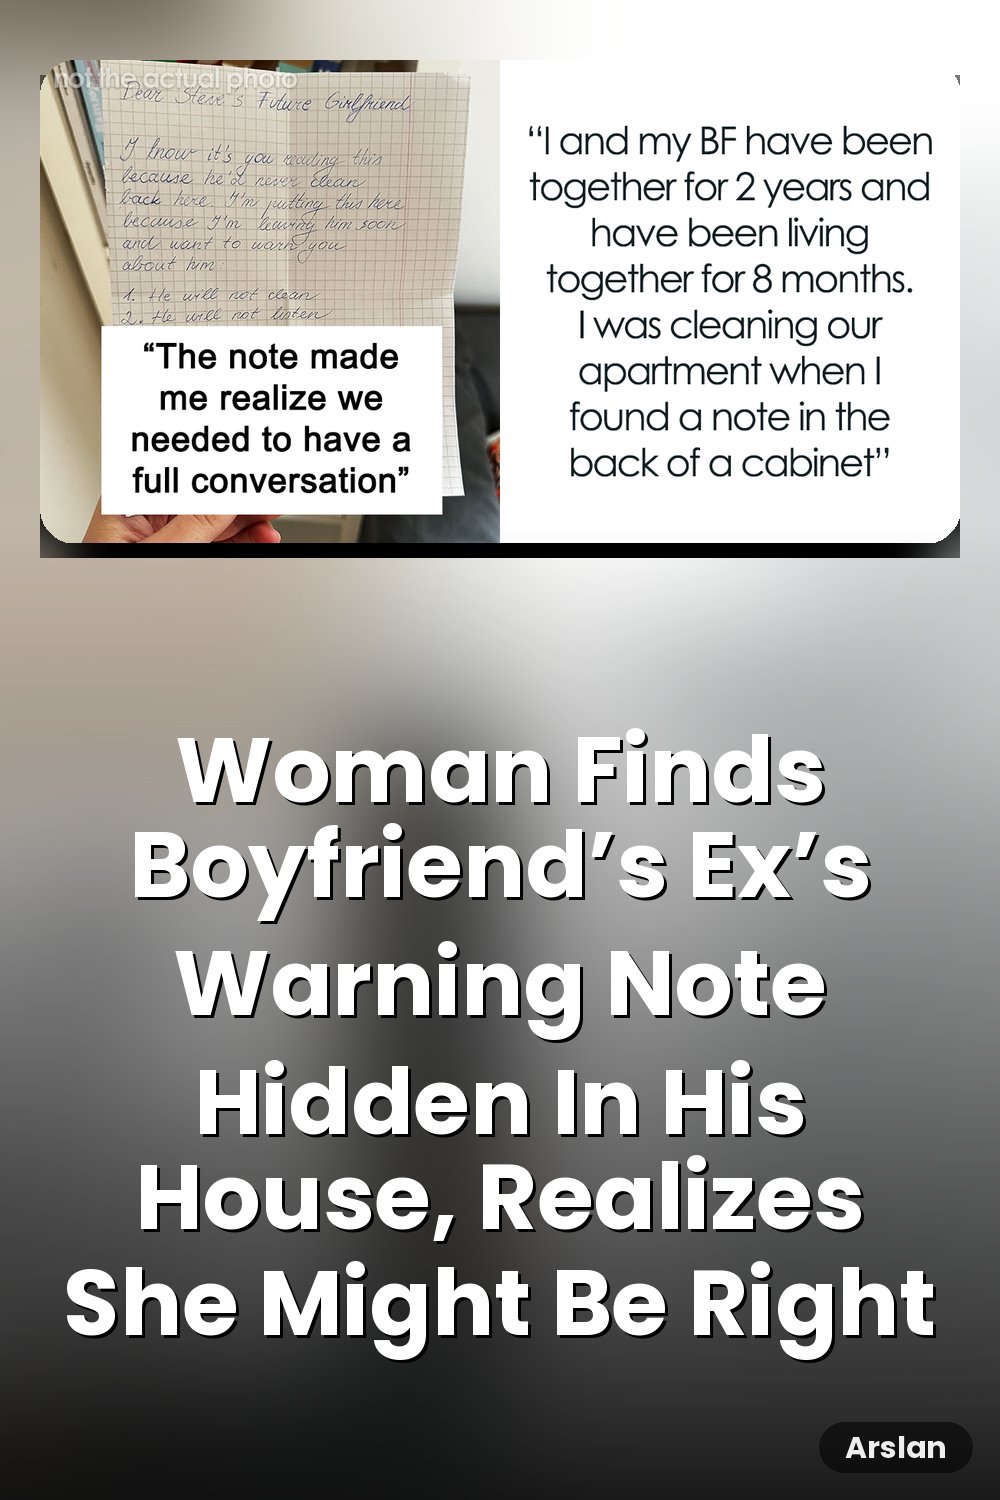 not the actual photo
Dear Steve's Future Girlfriend
I know it's you reading this
because he'd never clean
back here. I'm putting this here
because I'm leaving him soon
and want to warn you
about him:
1. He will not clean
2. He will not listen
“The note made
me realize we
needed to have a
full conversation”
“I and my BF have been
together for 2 years and
have been living
together for 8 months.
I was cleaning our
apartment when I
found a note in the
back of a cabinet”
Woman Finds
Boyfriend’s Ex’s
Warning Note
Hidden In His
House, Realizes
She Might Be Right
Arslan